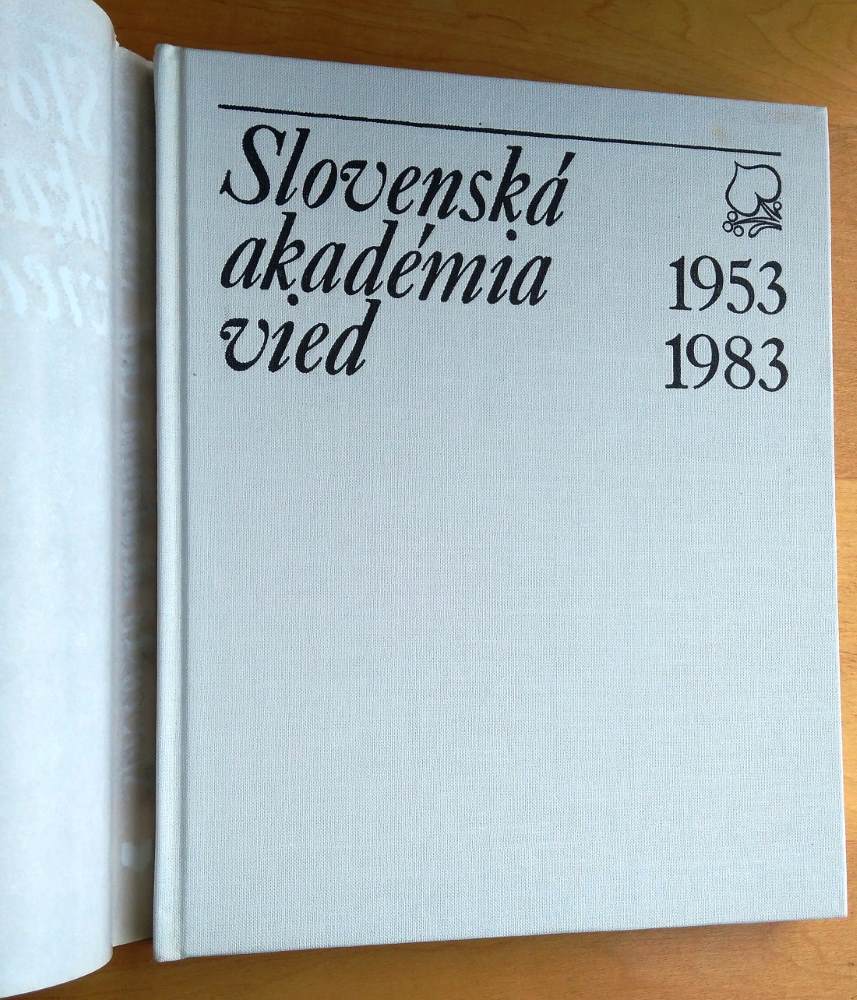 Slovenská
akadémia
vied
1953
1983